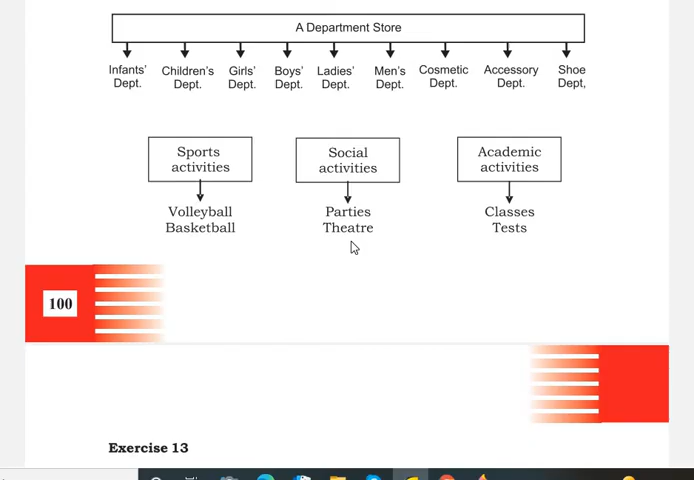 A Department Store
Infants' Children's Girls' Boys' Ladies' Men's Cosmetic Accessory Shoe
Dept. Dept. Dept. Dept. Dept. Dept. Dept. Dept. Dept,
Sports Social Academic
activities activities activities
Volleyball Parties Classes
Basketball Theatre Tests
100
Exercise 13